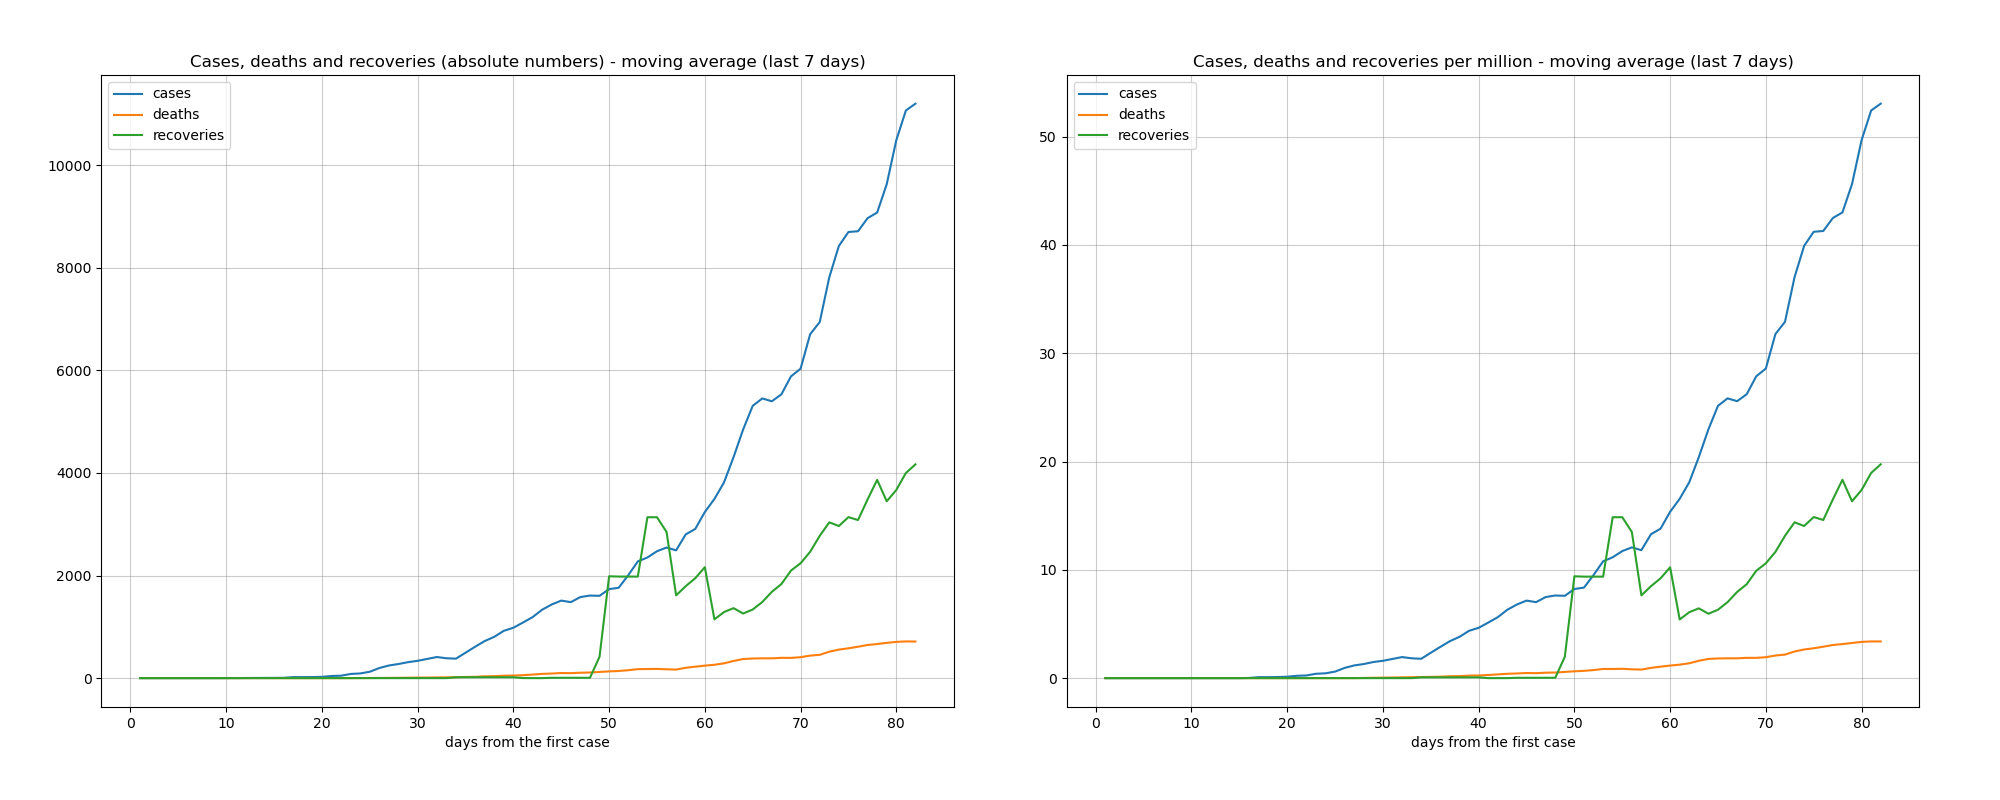 Cases, deaths and recoveries (absolute numbers) - moving average (last 7 days)
cases
deaths
recoveries
10000
8000
6000
4000
2000
0
0 10 20 30 40 50 60 70 80
days from the first case
Cases, deaths and recoveries per million - moving average (last 7 days)
cases
deaths
recoveries
50
40
30
20
10
0
0 10 20 30 40 50 60 70 80
days from the first case